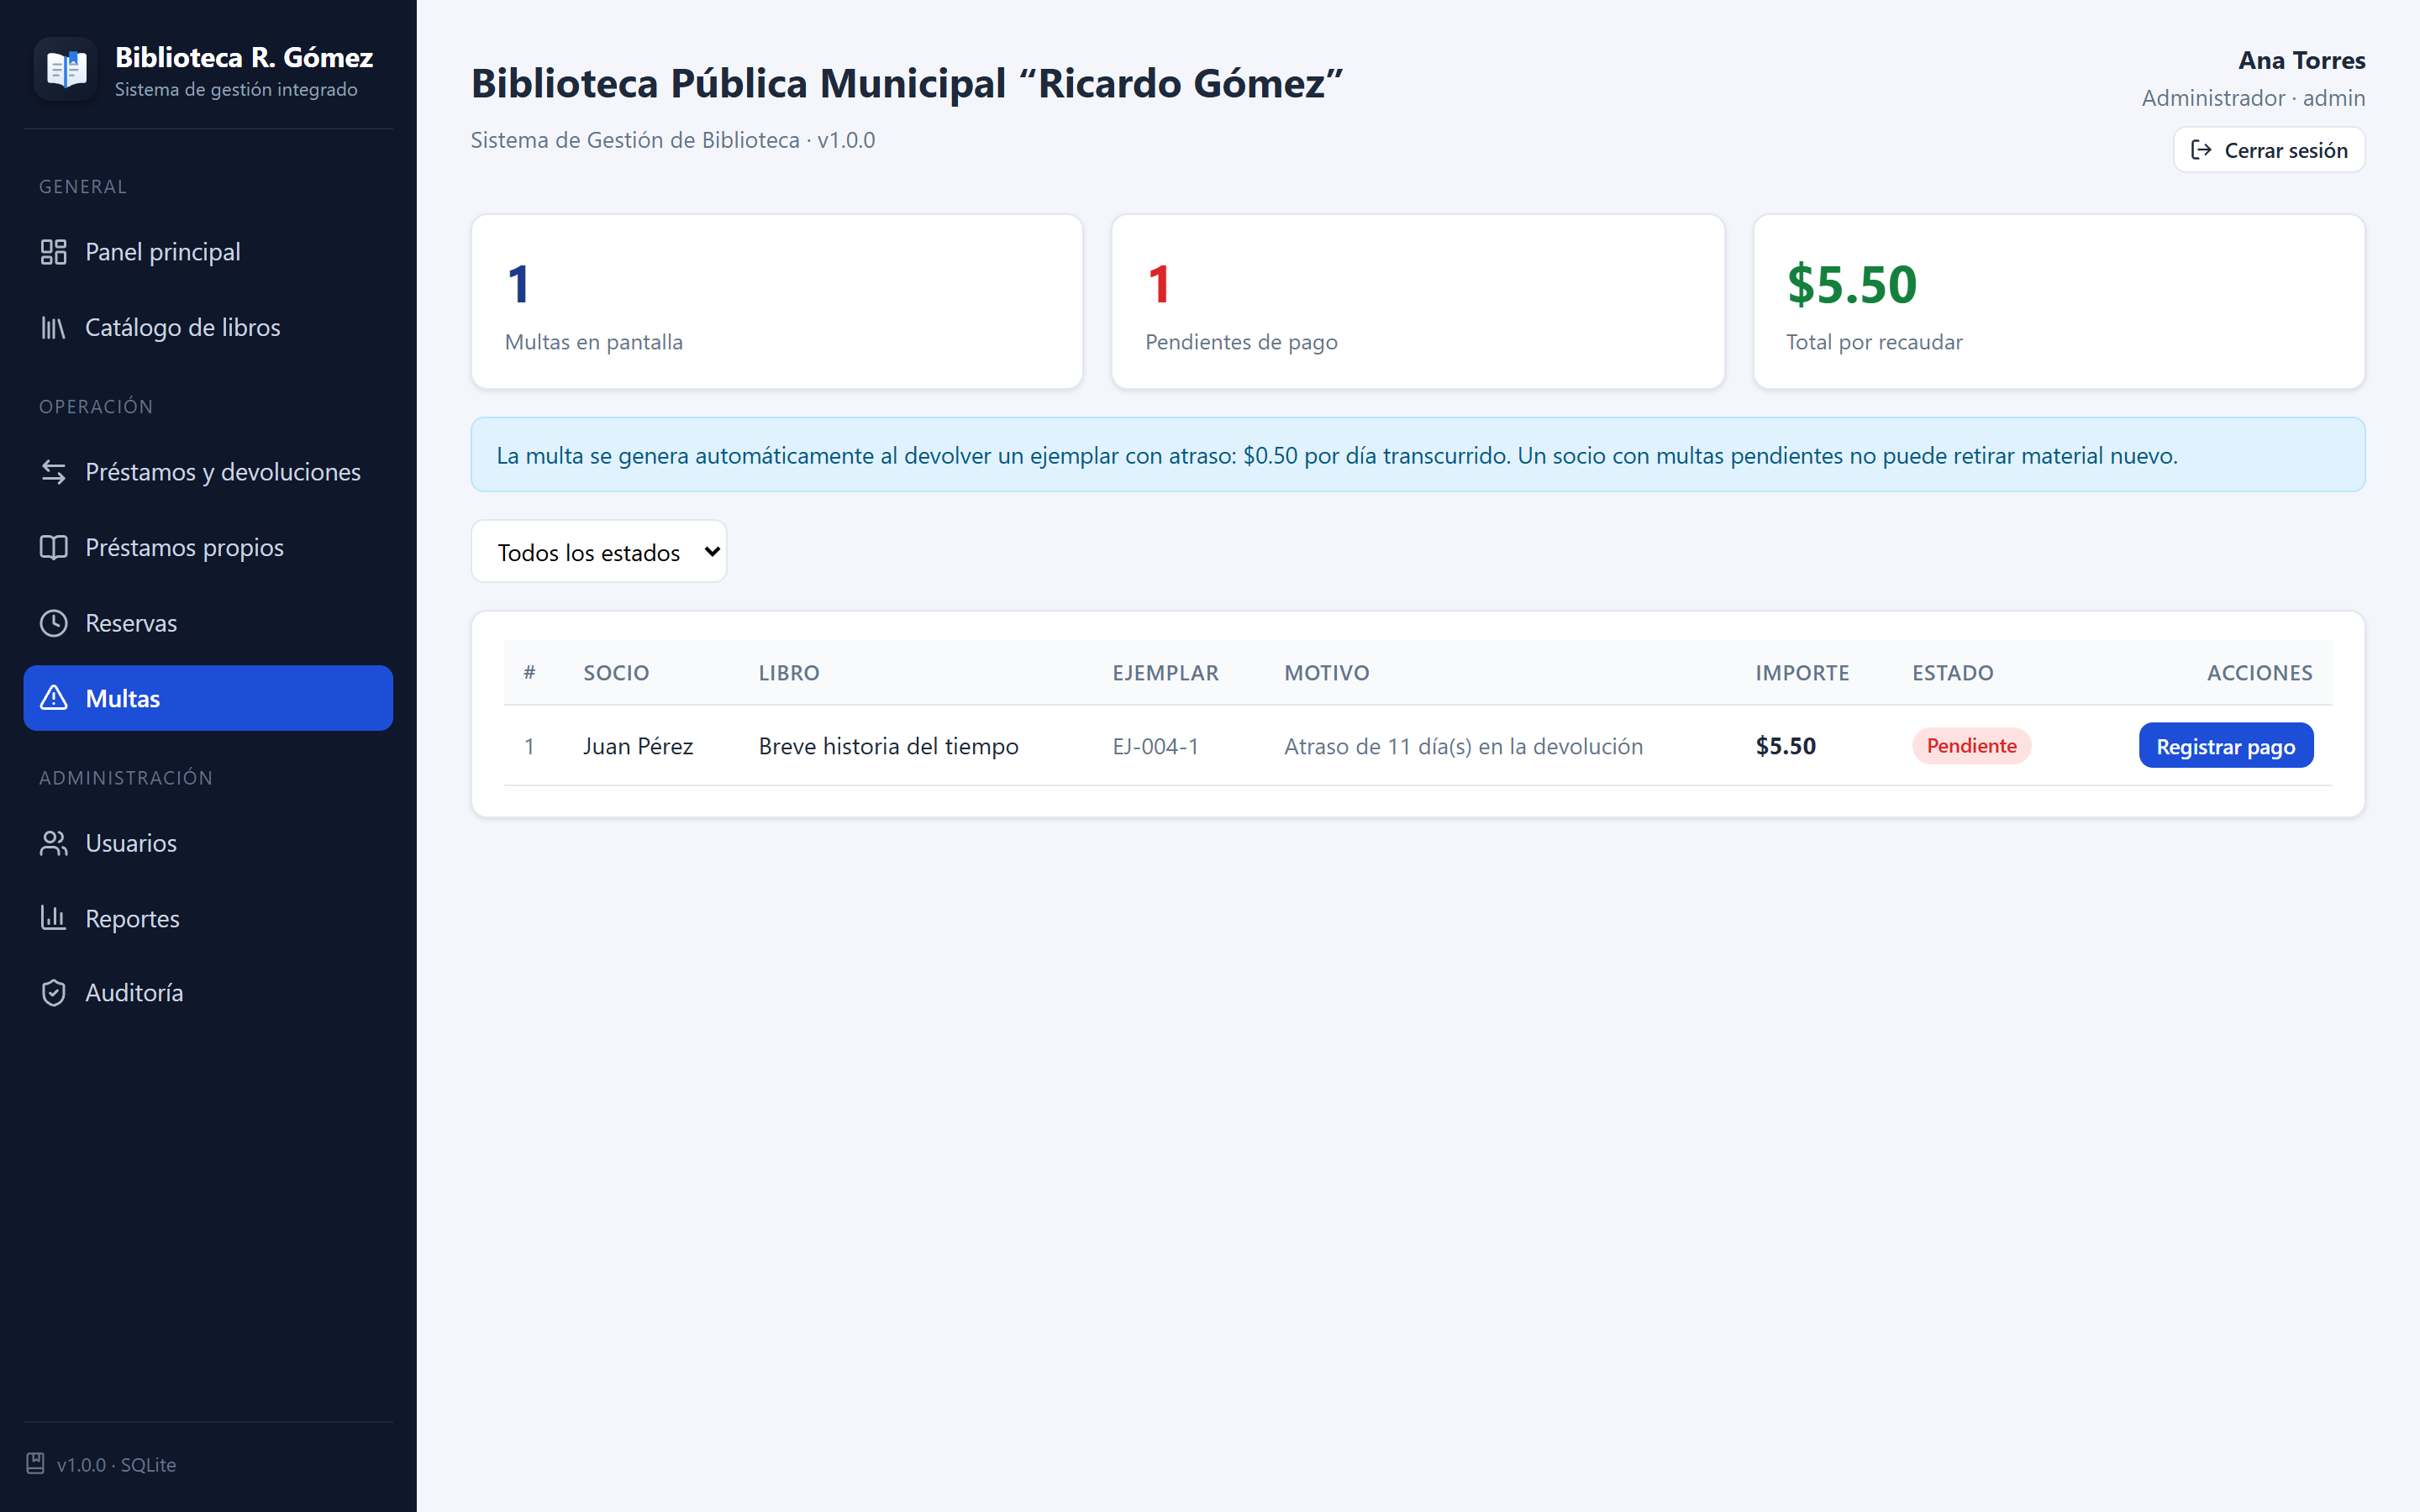 Biblioteca R. Gómez
Sistema de gestión integrado
GENERAL
Panel principal
Catálogo de libros
OPERACIÓN
Préstamos y devoluciones
Préstamos propios
Reservas
Multas
ADMINISTRACIÓN
Usuarios
Reportes
Auditoría
v1.0.0 · SQLite
Biblioteca Pública Municipal “Ricardo Gómez”
Sistema de Gestión de Biblioteca · v1.0.0
Ana Torres
Administrador · admin
Cerrar sesión
1
Multas en pantalla
1
Pendientes de pago
$5.50
Total por recaudar
La multa se genera automáticamente al devolver un ejemplar con atraso: $0.50 por día transcurrido. Un socio con multas pendientes no puede retirar material nuevo.
Todos los estados
# SOCIO LIBRO EJEMPLAR MOTIVO IMPORTE ESTADO ACCIONES
1 Juan Pérez Breve historia del tiempo EJ-004-1 Atraso de 11 día(s) en la devolución $5.50 Pendiente Registrar pago